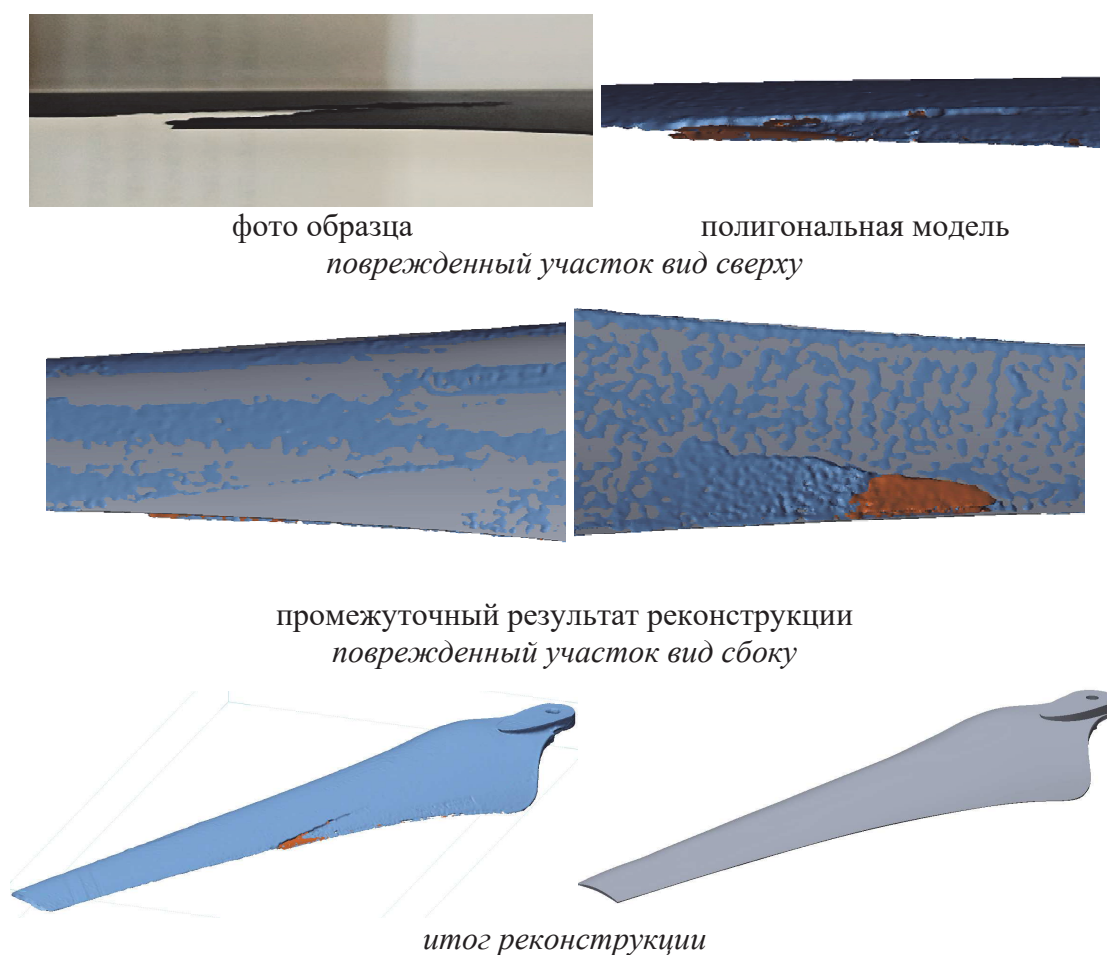 фото образца
полигональная модель
поврежденный участок вид сверху
промежуточный результат реконструкции
поврежденный участок вид сбоку
итог реконструкции